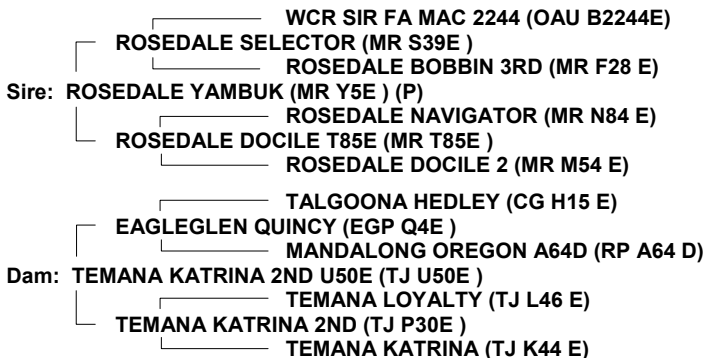 WCR SIR FA MAC 2244 (OAU B2244E)
ROSEDALE SELECTOR (MR S39E )
ROSEDALE BOBBIN 3RD (MR F28 E)
Sire: ROSEDALE YAMBUK (MR Y5E ) (P)
ROSEDALE NAVIGATOR (MR N84 E)
ROSEDALE DOCILE T85E (MR T85E )
ROSEDALE DOCILE 2 (MR M54 E)
TALGOONA HEDLEY (CG H15 E)
EAGLEGLEN QUINCY (EGP Q4E )
MANDALONG OREGON A64D (RP A64 D)
Dam: TEMANA KATRINA 2ND U50E (TJ U50E )
TEMANA LOYALTY (TJ L46 E)
TEMANA KATRINA 2ND (TJ P30E )
TEMANA KATRINA (TJ K44 E)